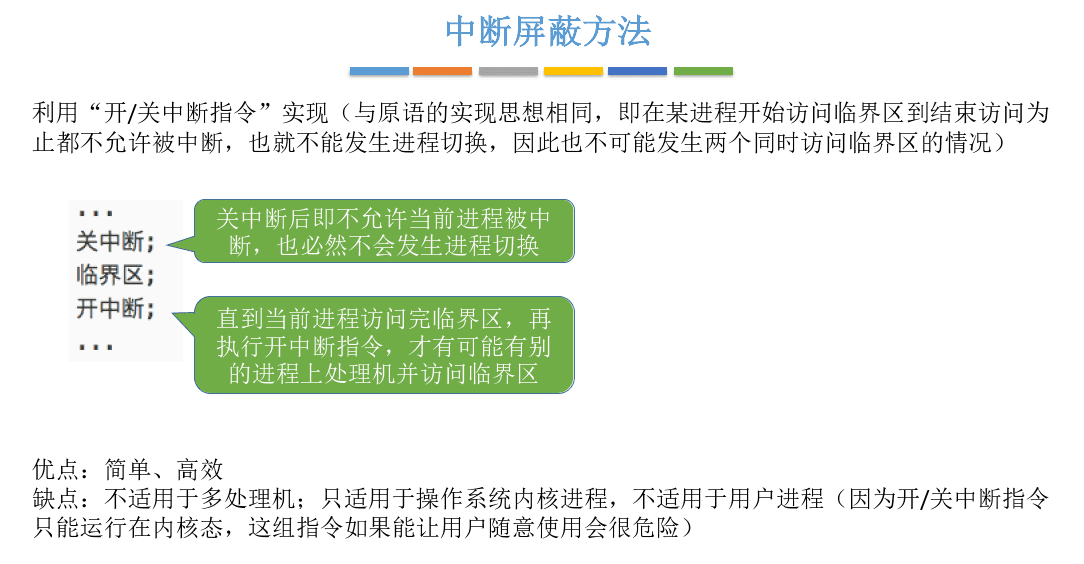 中断屏蔽方法
利用“开/关中断指令”实现（与原语的实现思想相同，即在某进程开始访问临界区到结束访问为
止都不允许被中断，也就不能发生进程切换，因此也不可能发生两个同时访问临界区的情况）
...
关中断;
临界区;
开中断;
...
关中断后即不允许当前进程被中
断，也必然不会发生进程切换
直到当前进程访问完临界区，再
执行开中断指令，才有可能有别
的进程上处理机并访问临界区
优点：简单、高效
缺点：不适用于多处理机；只适用于操作系统内核进程，不适用于用户进程（因为开/关中断指令
只能运行在内核态，这组指令如果能让用户随意使用会很危险）